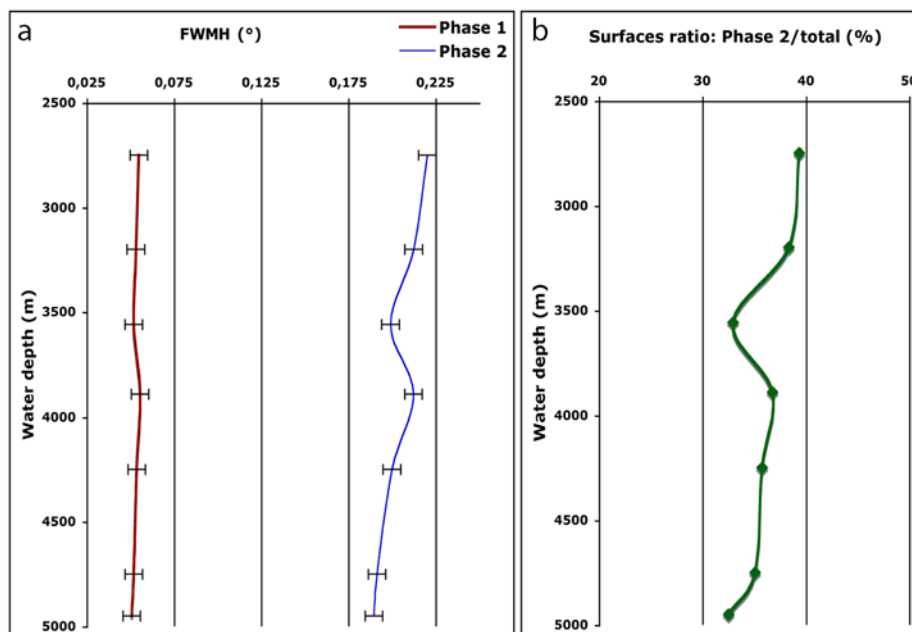 a
FWMH (°)
Phase 1
Phase 2
0,025 0,075 0,125 0,175 0,225
2500
3000
3500
4000
4500
5000
Water depth (m)
b
Surfaces ratio: Phase 2/total (%)
20 30 40 50
2500
3000
3500
4000
4500
5000
Water depth (m)